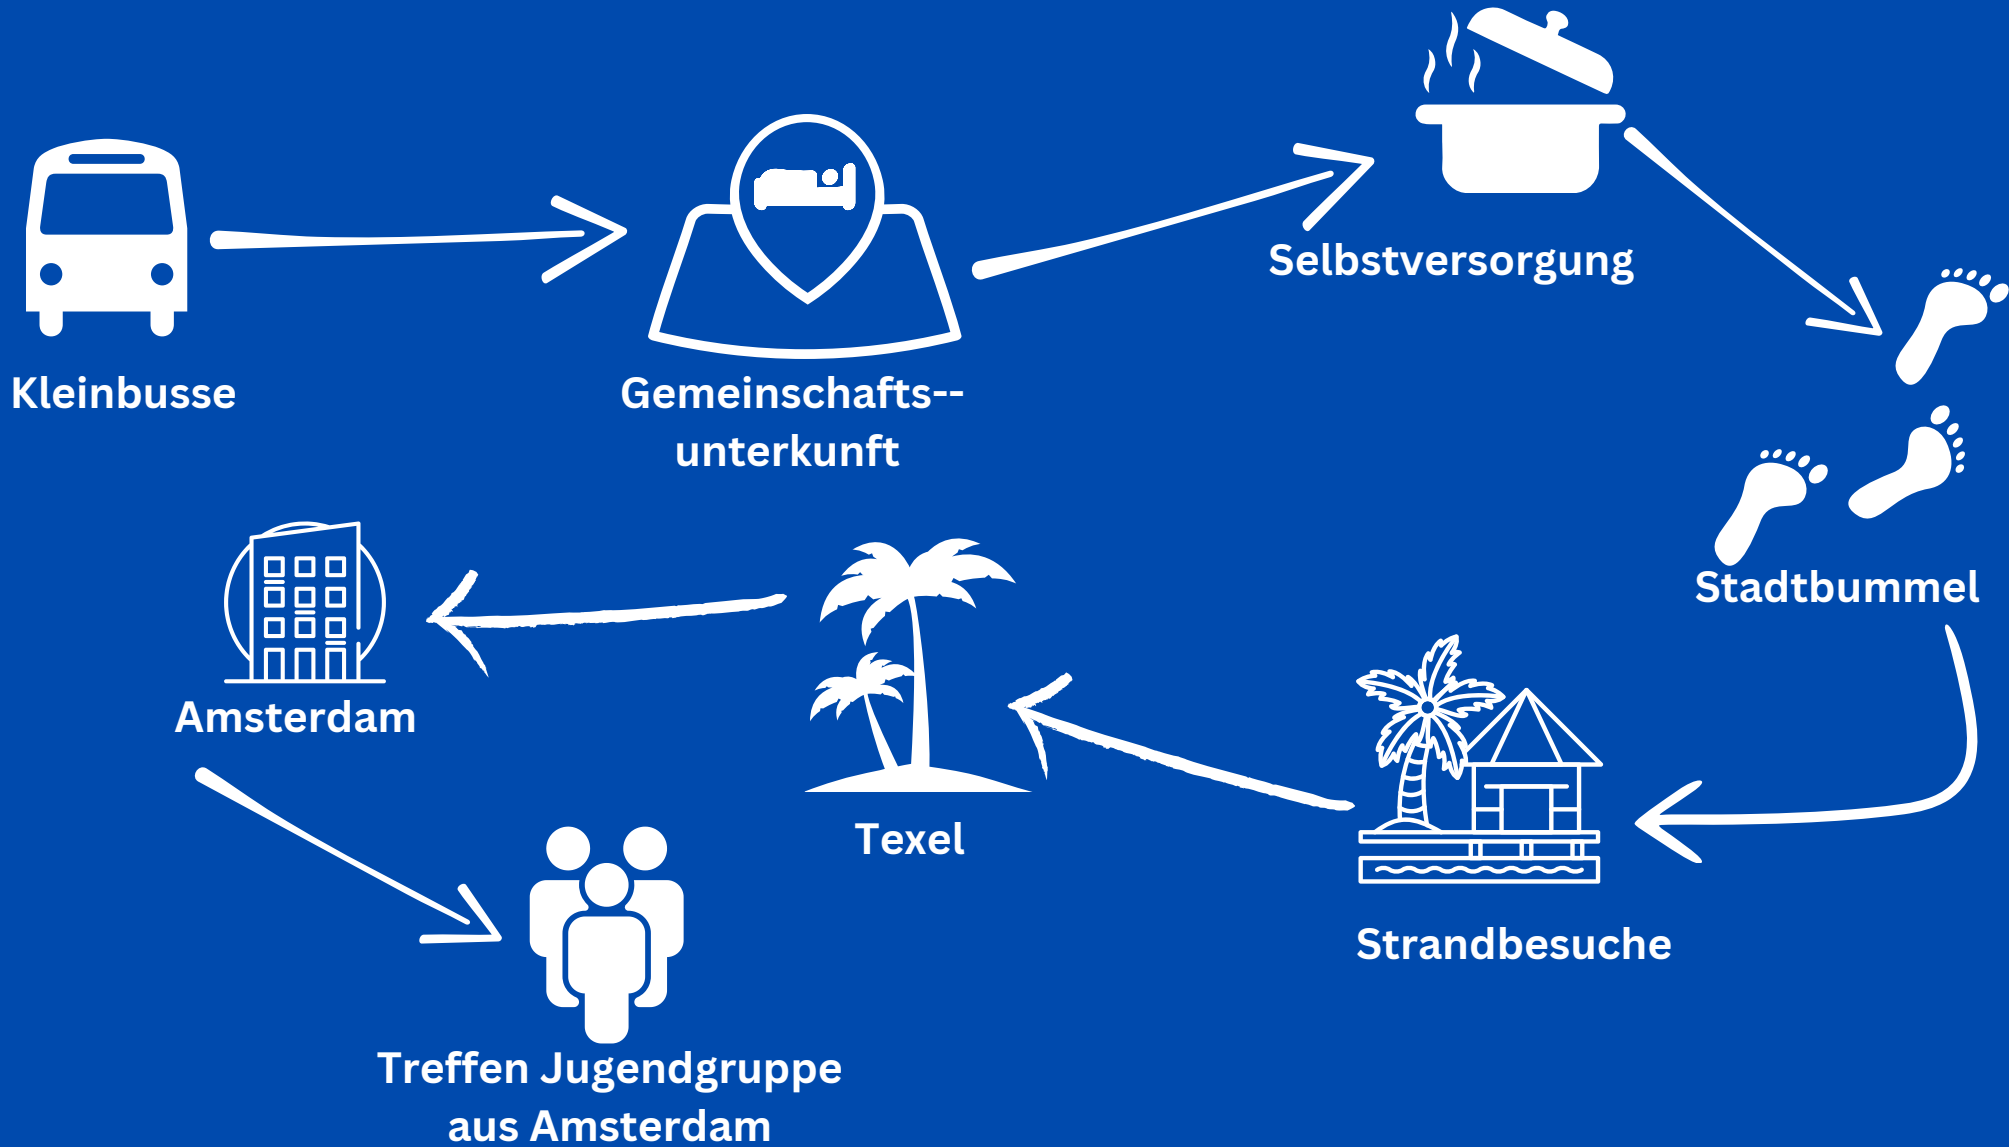 Kleinbusse
Gemeinschafts--
unterkunft
Selbstversorgung
Stadtbummel
Strandbesuche
Texel
Amsterdam
Treffen Jugendgruppe
aus Amsterdam